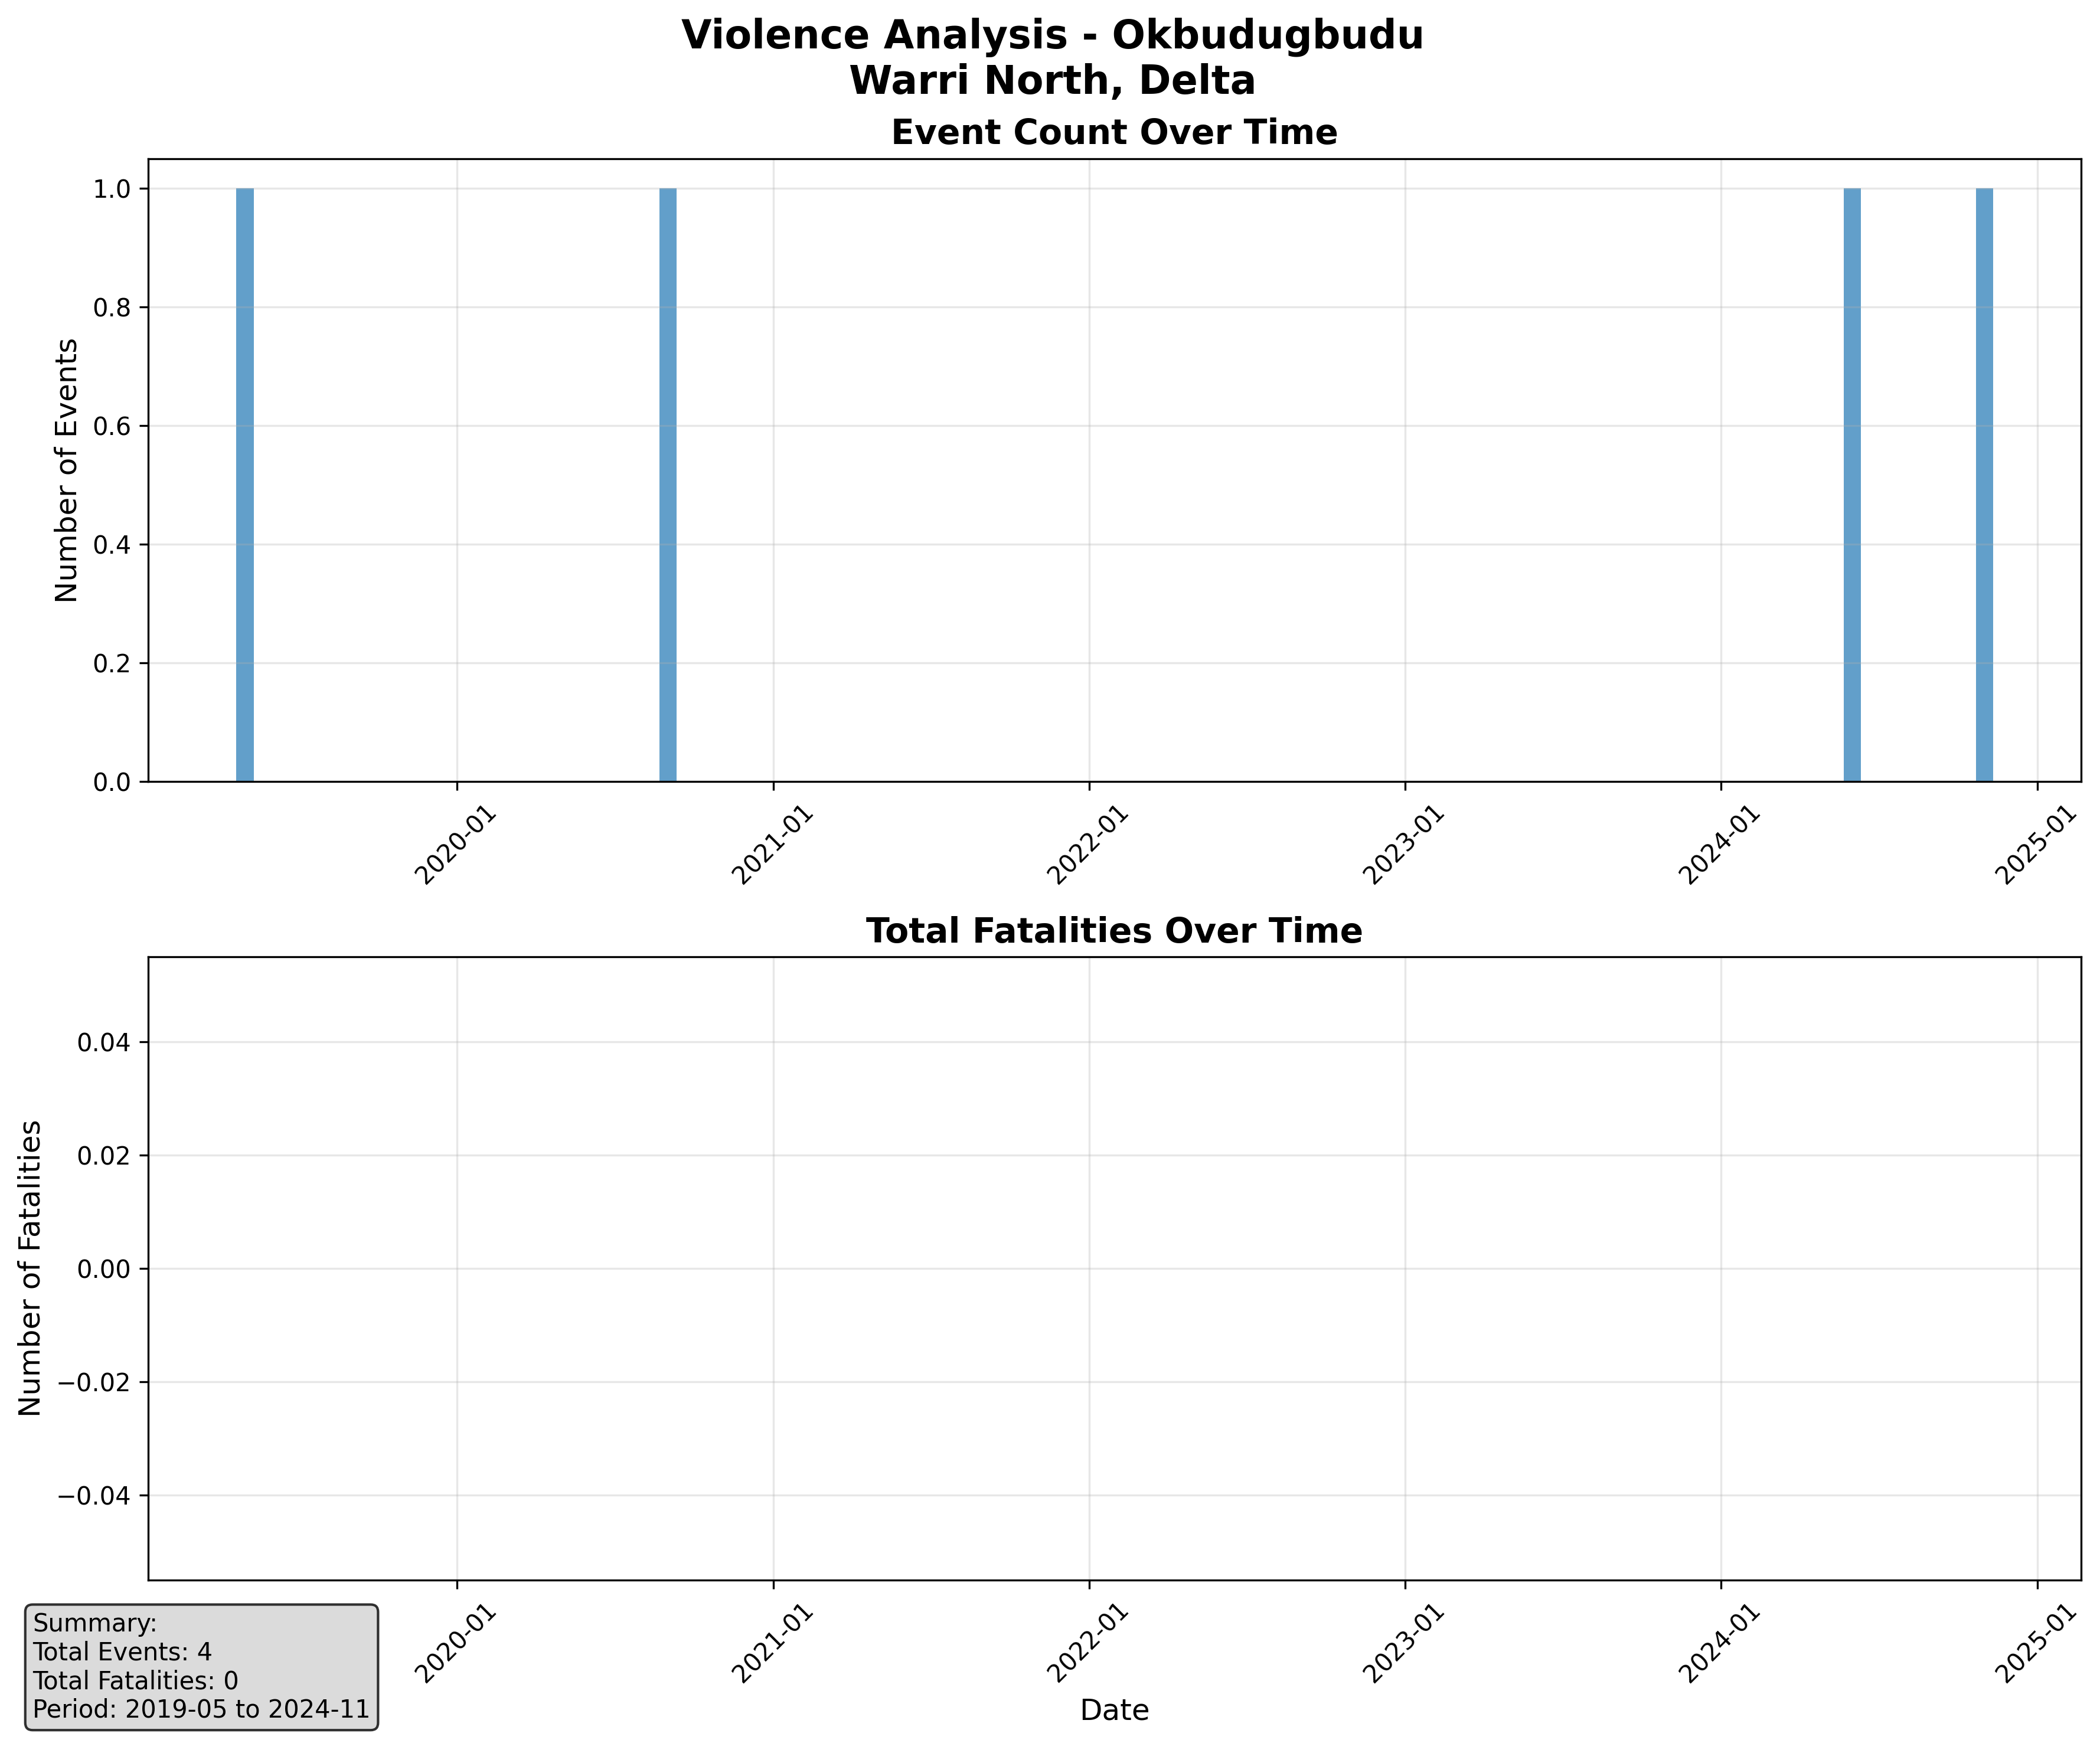 Violence Analysis - Okbudugbudu
Warri North, Delta
Event Count Over Time
Number of Events
1.0
0.8
0.6
0.4
0.2
0.0
2020-01
2021-01
2022-01
2023-01
2024-01
2025-01
Total Fatalities Over Time
Number of Fatalities
0.04
0.02
0.00
−0.02
−0.04
2020-01
2021-01
2022-01
2023-01
2024-01
2025-01
Date
Summary:
Total Events: 4
Total Fatalities: 0
Period: 2019-05 to 2024-11